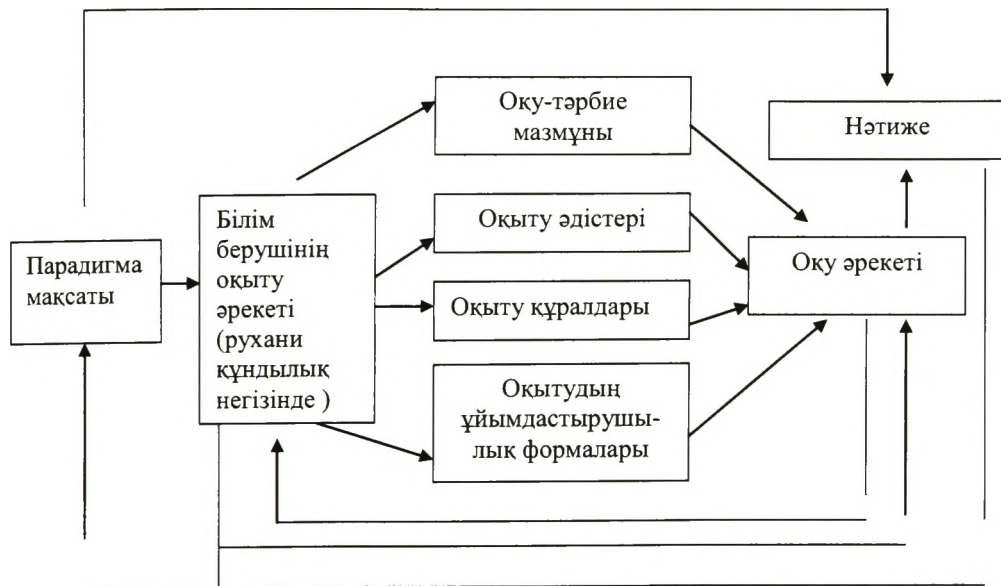 Оқу-тәрбие
мазмұны
Нәтиже
Білім
берушінің
оқыту
әрекеті
(рухани
құндылық
негізінде )
Оқыту әдістері
Парадигма
мақсаты
Оқу әрекеті
Оқыту құралдары
Оқытудың
ұйымдастырушы-
лық формалары